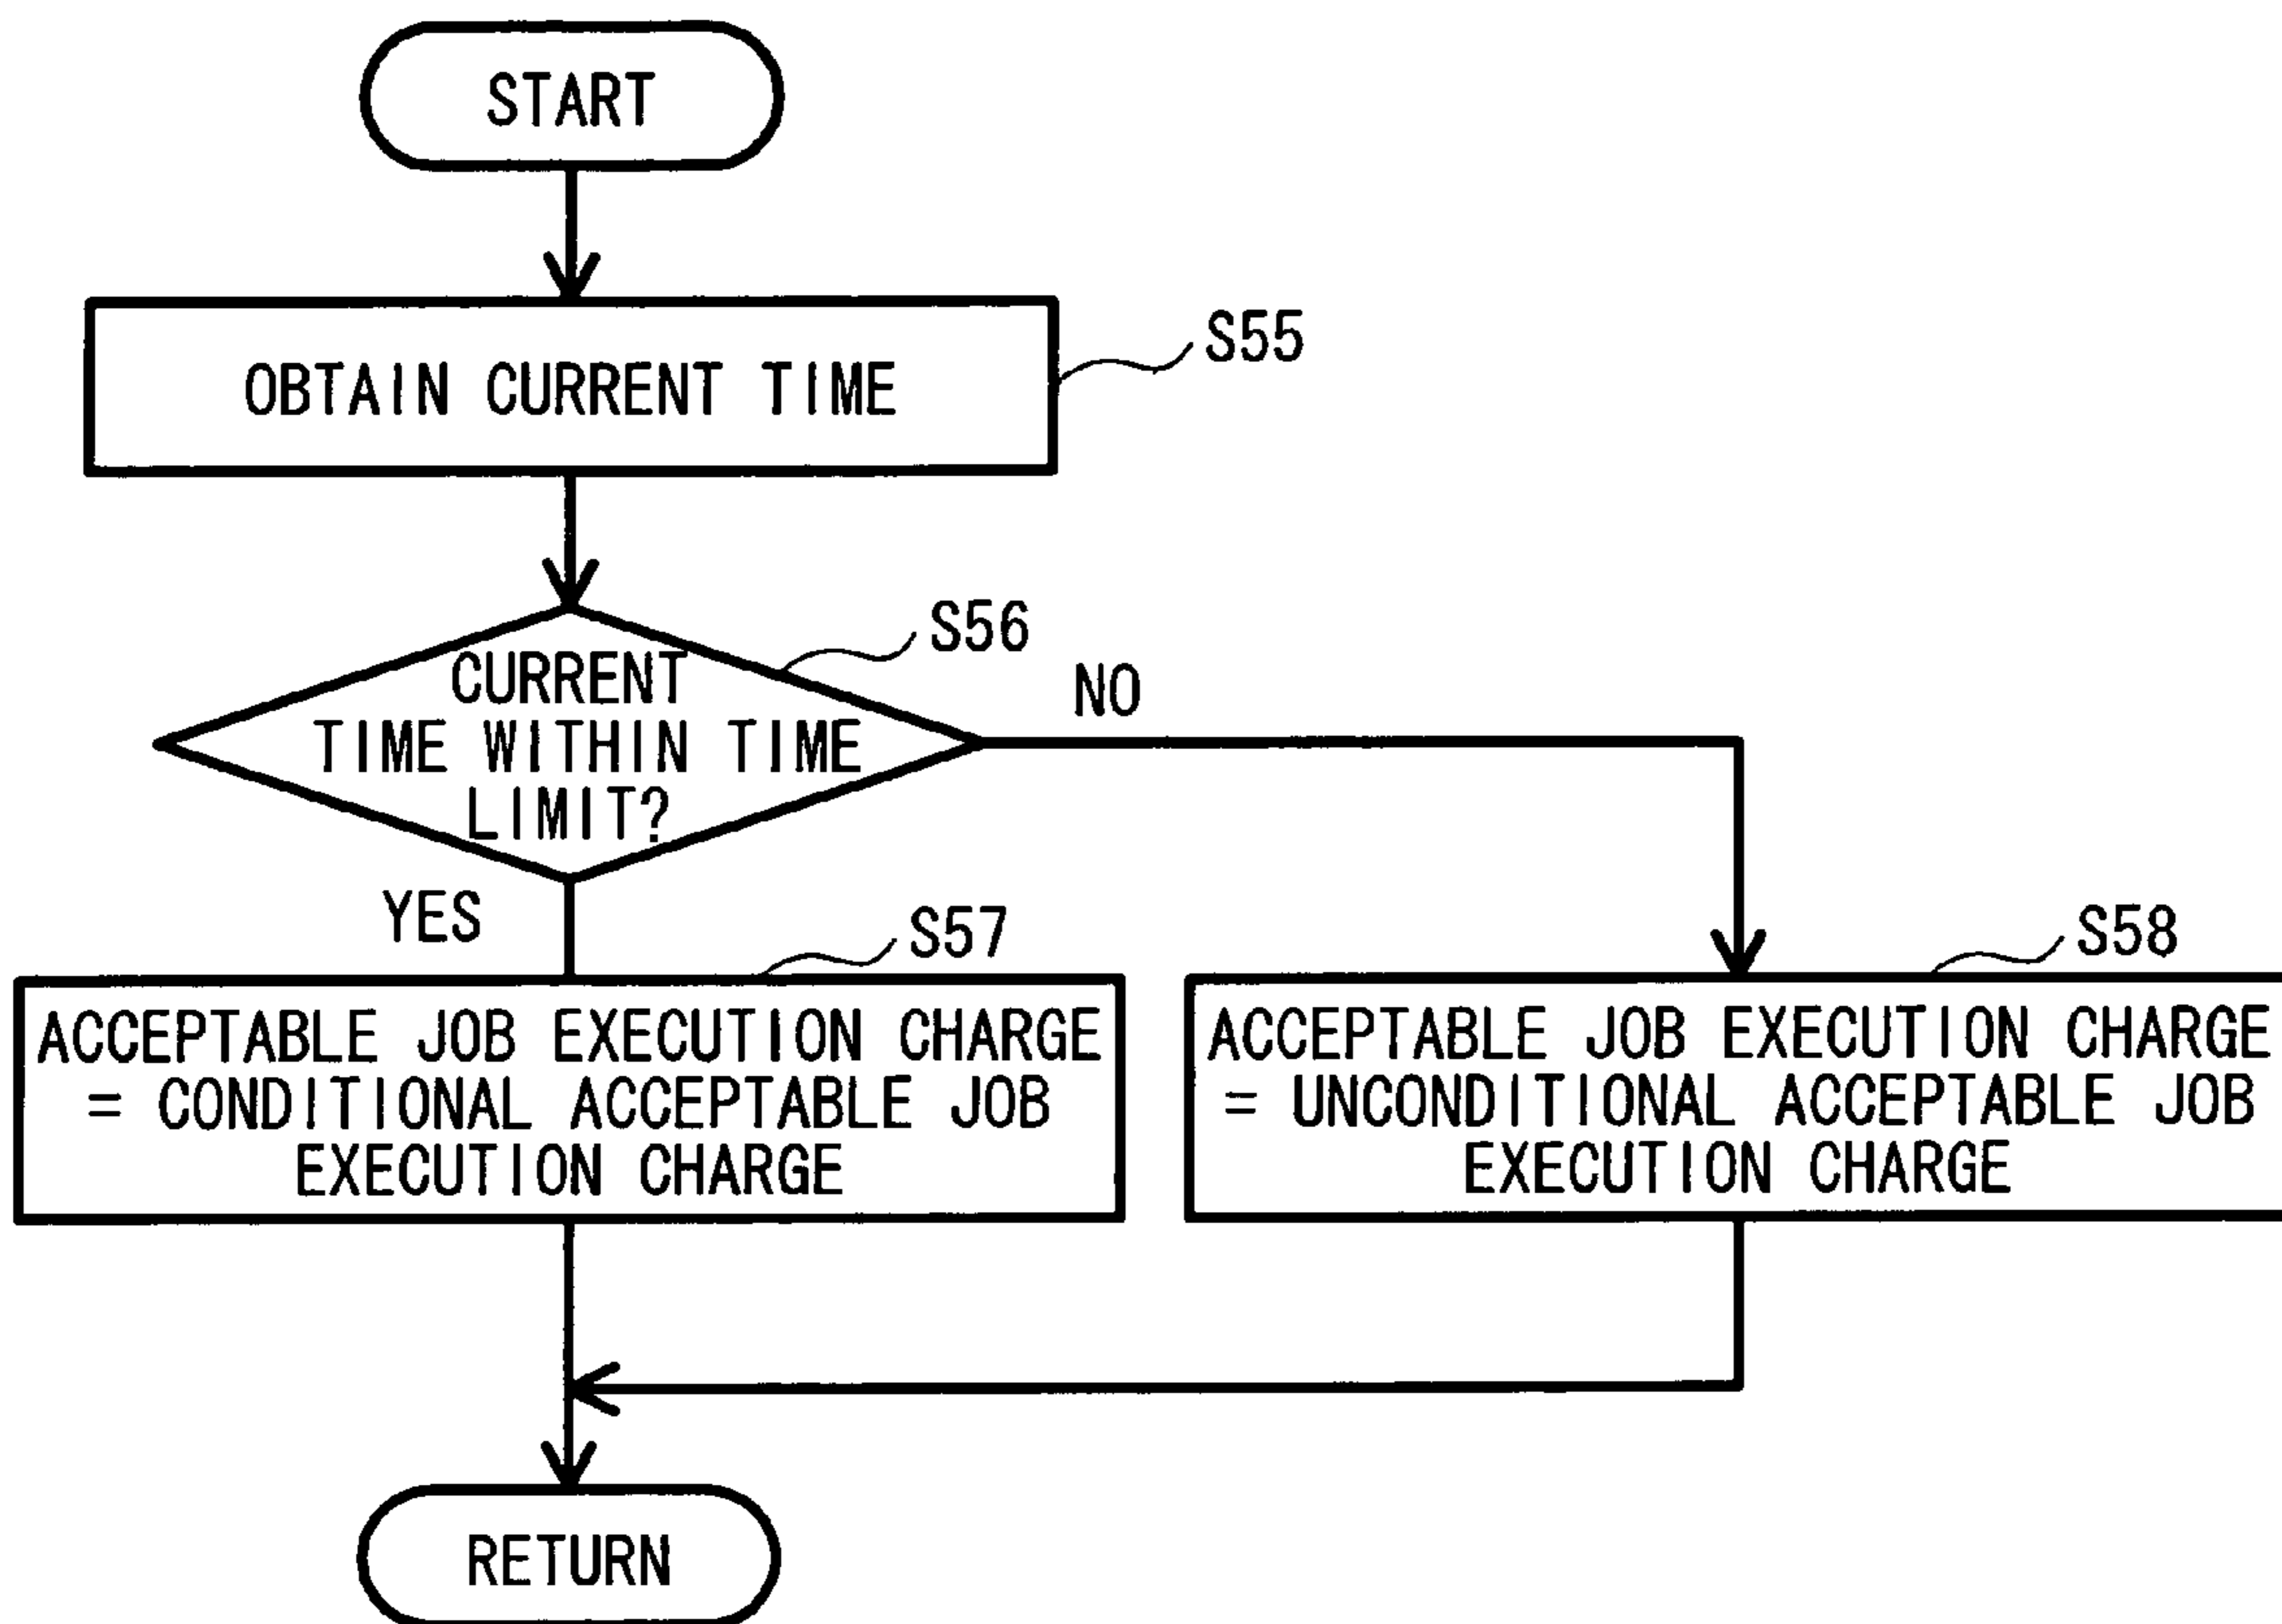 START
OBTAIN CURRENT TIME
S55
S56
CURRENT
TIME WITHIN TIME
LIMIT?
NO
YES
S57
ACCEPTABLE JOB EXECUTION CHARGE
= CONDITIONAL ACCEPTABLE JOB
EXECUTION CHARGE
S58
ACCEPTABLE JOB EXECUTION CHARGE
= UNCONDITIONAL ACCEPTABLE JOB
EXECUTION CHARGE
RETURN